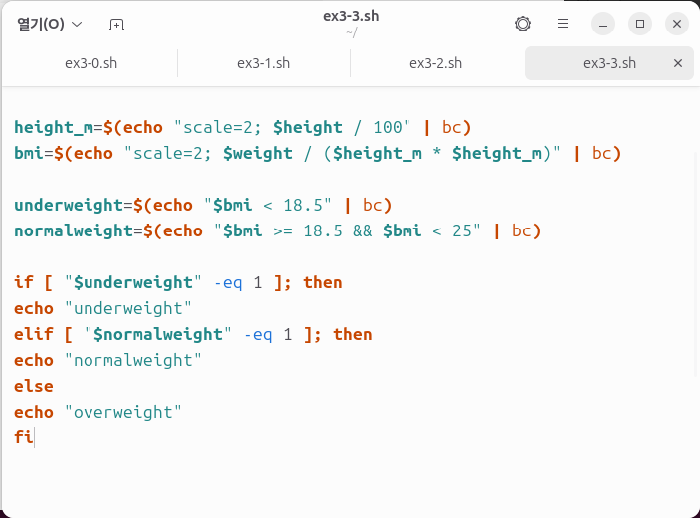 열기(O)
ex3-3.sh
~/
ex3-0.sh
ex3-1.sh
ex3-2.sh
ex3-3.sh
height_m=$(echo "scale=2; $height / 100" | bc)
bmi=$(echo "scale=2; $weight / ($height_m * $height_m)" | bc)
underweight=$(echo "$bmi < 18.5" | bc)
normalweight=$(echo "$bmi >= 18.5 && $bmi < 25" | bc)
if [ "$underweight" -eq 1 ]; then
echo "underweight"
elif [ "$normalweight" -eq 1 ]; then
echo "normalweight"
else
echo "overweight"
fi